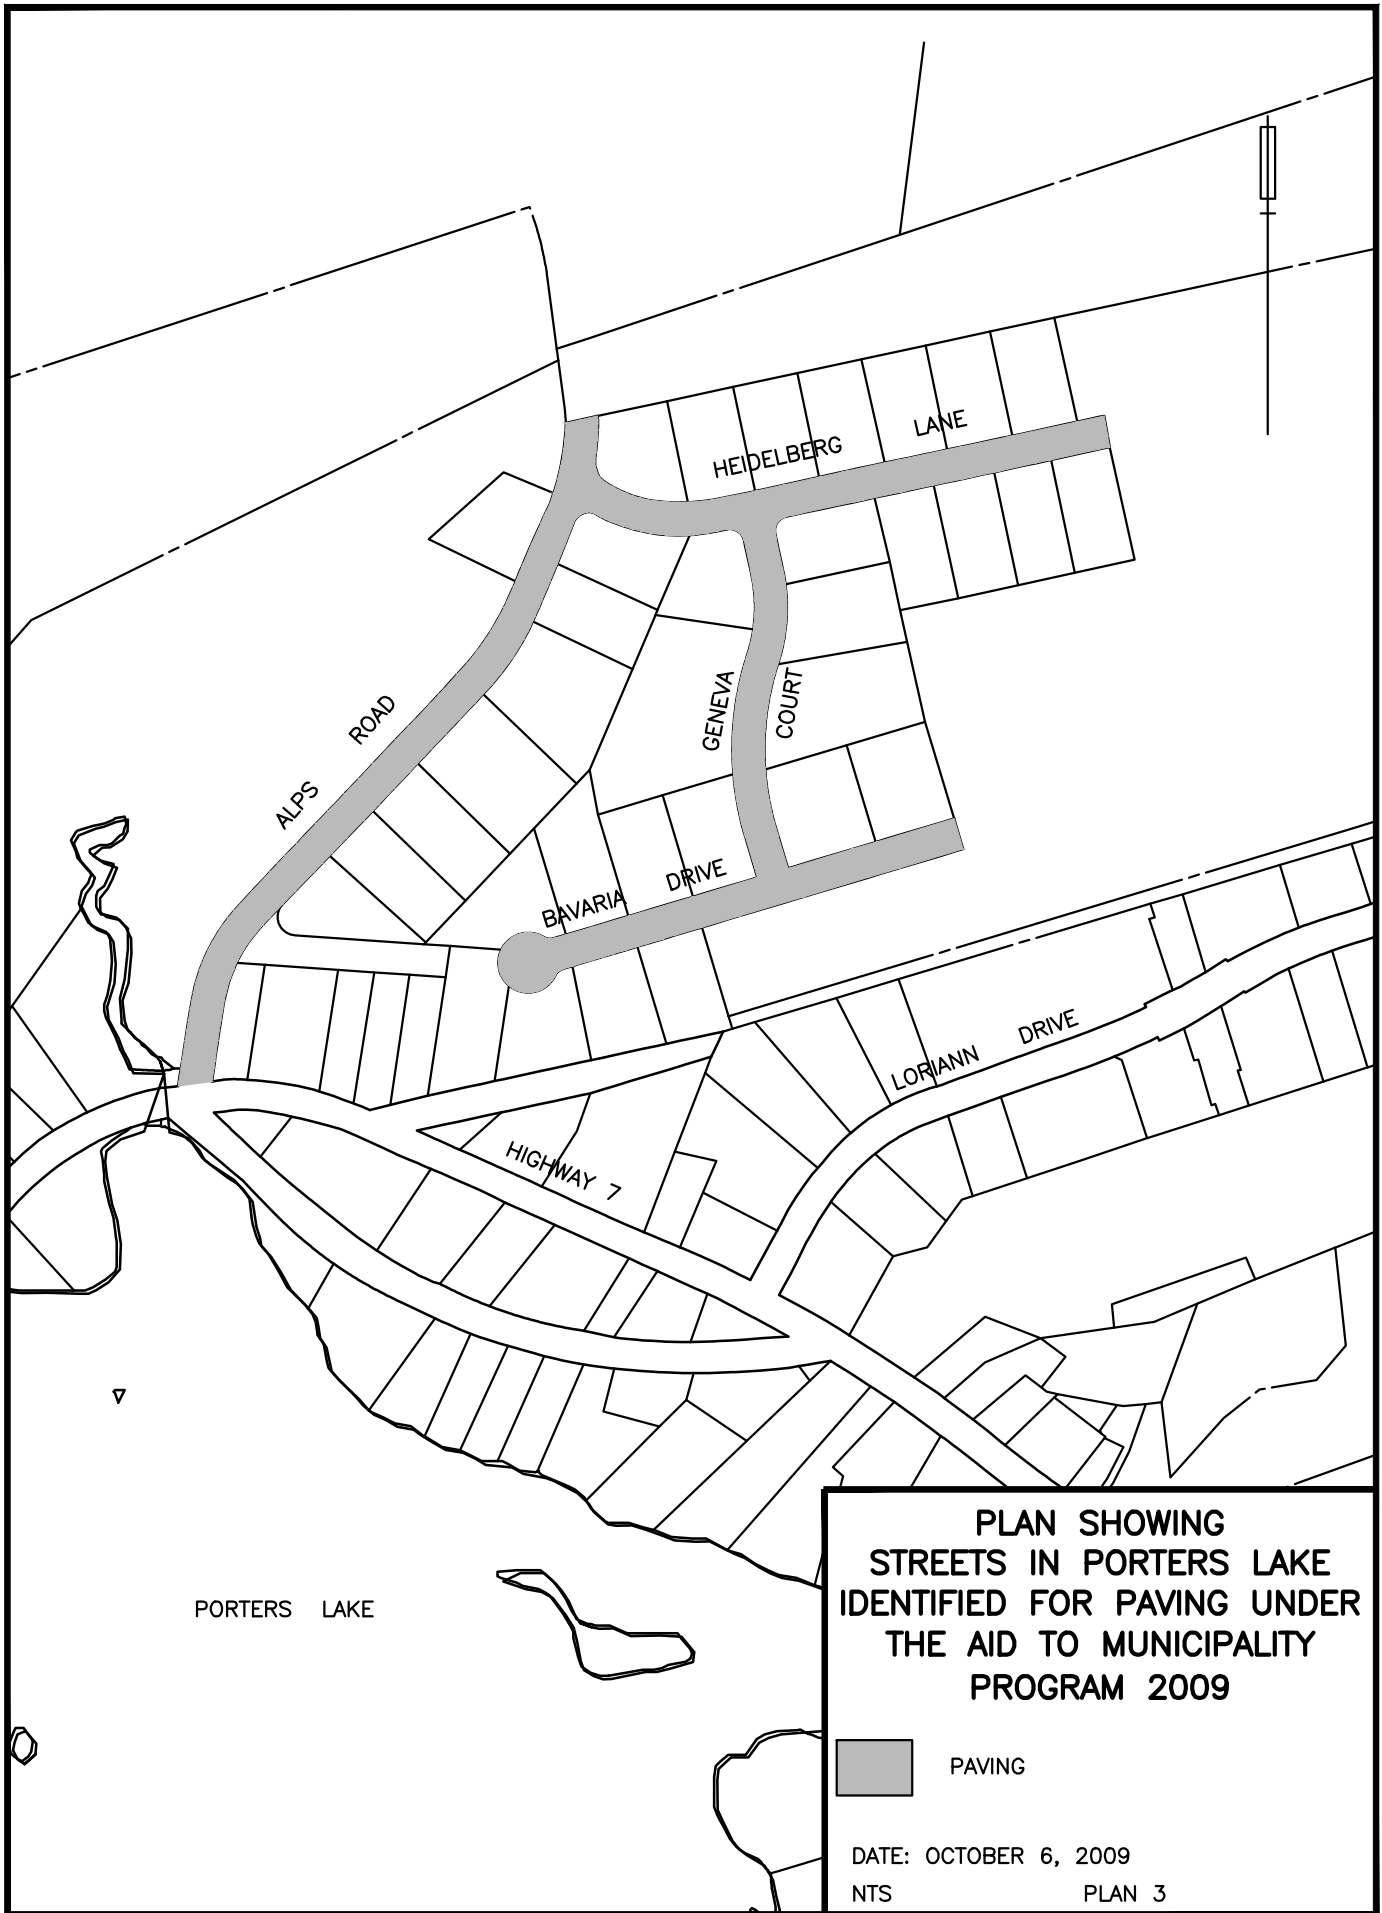 HEIDELBERG LANE
GENEVA COURT
ALPS ROAD
BAVARIA DRIVE
LORIANN DRIVE
HIGHWAY 7
PORTERS LAKE
PLAN SHOWING
STREETS IN PORTERS LAKE
IDENTIFIED FOR PAVING UNDER
THE AID TO MUNICIPALITY
PROGRAM 2009
PAVING
DATE: OCTOBER 6, 2009
NTS PLAN 3